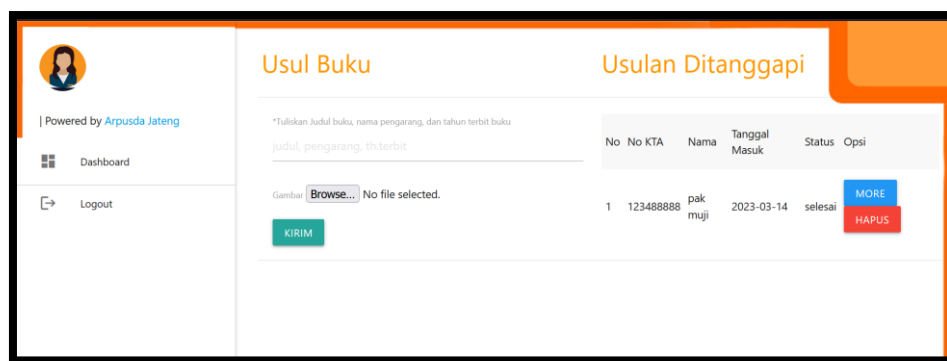 | Powered by Arpusda Jateng
Dashboard
Logout
Usul Buku
*Tuliskan Judul buku, nama pengarang, dan tahun terbit buku
judul, pengarang, th.terbit
Gambar Browse... No file selected.
KIRIM
Usulan Ditanggapi
No No KTA Nama Tanggal Masuk Status Opsi
1 123488888 pak muji 2023-03-14 selesai MORE
HAPUS